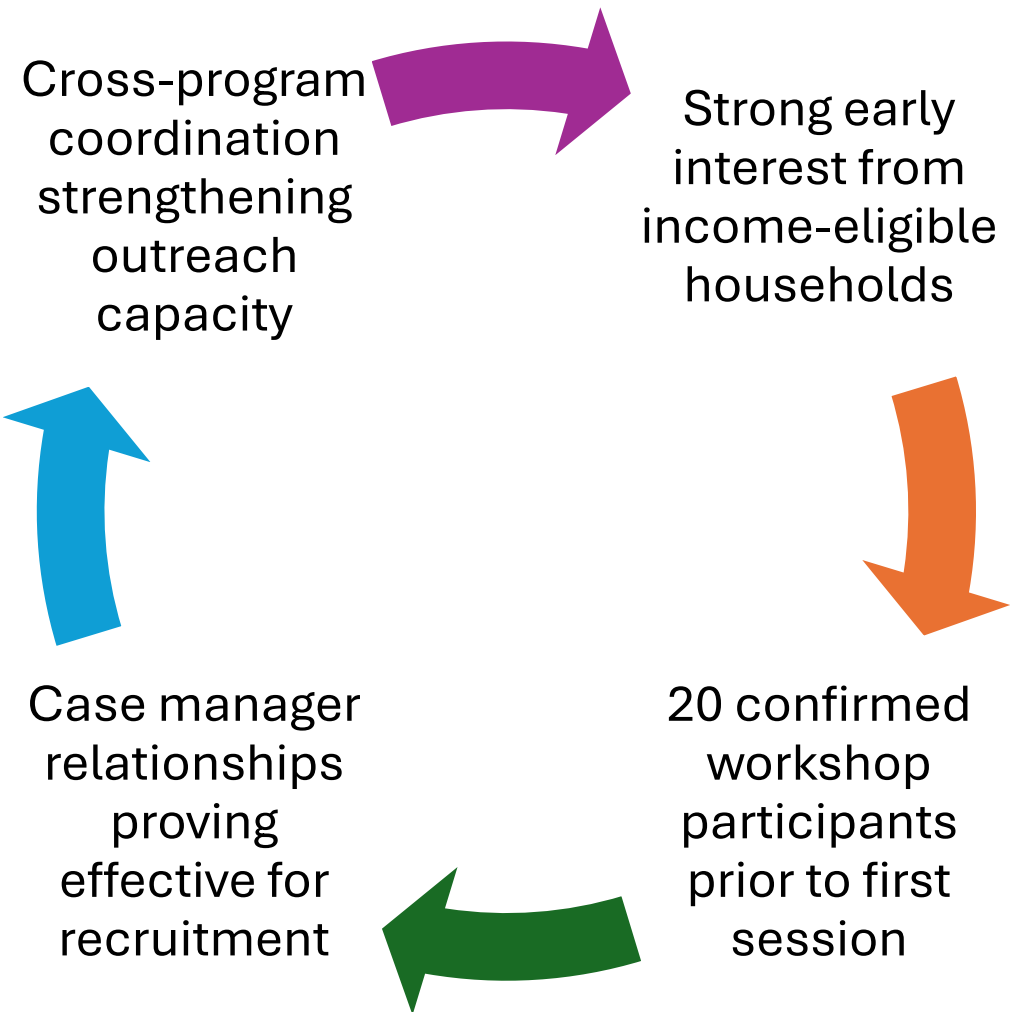 Cross-program
coordination
strengthening
outreach
capacity
Strong early
interest from
income-eligible
households
20 confirmed
workshop
participants
prior to first
session
Case manager
relationships
proving
effective for
recruitment